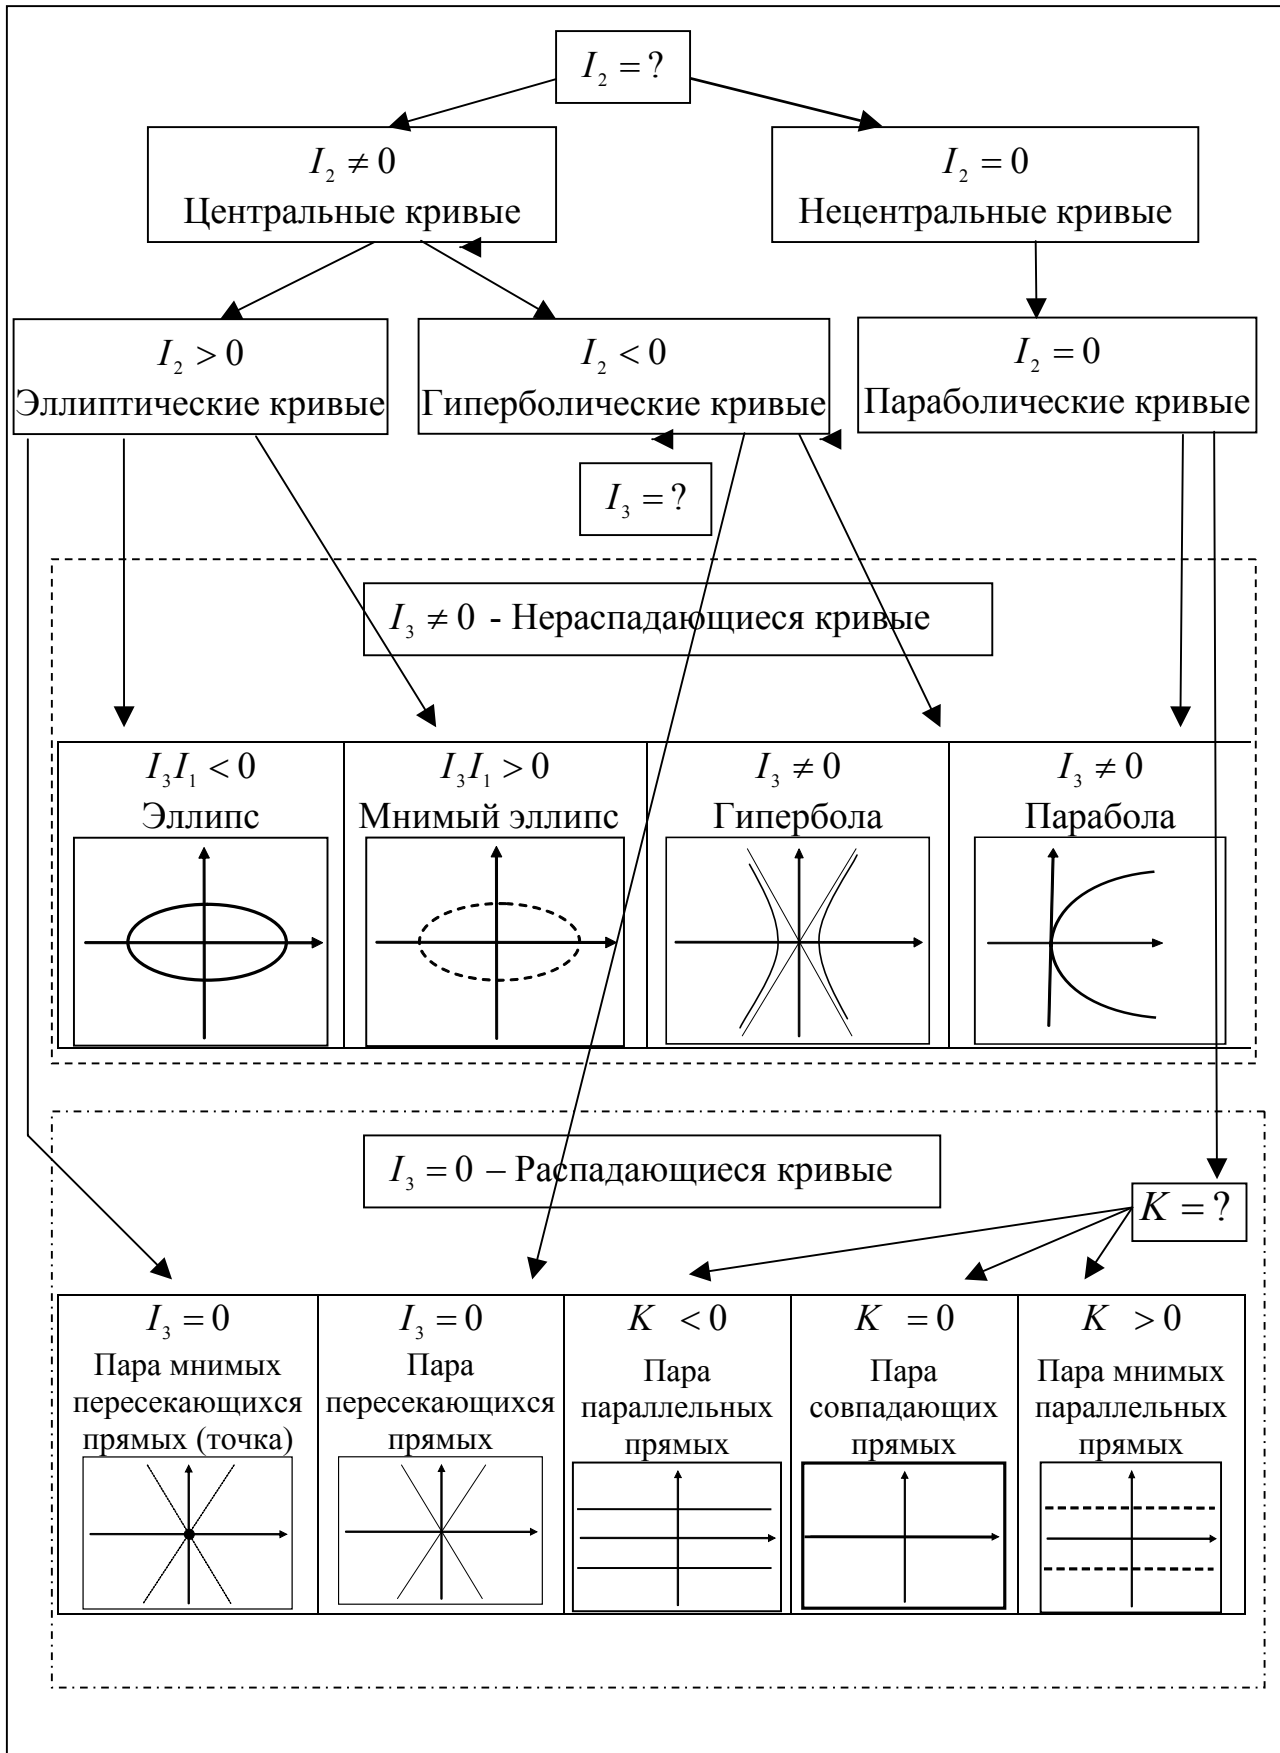 I₂ = ?
I₂ ≠ 0
Центральные кривые
I₂ = 0
Нецентральные кривые
I₂ > 0
Эллиптические кривые
I₂ < 0
Гиперболические кривые
I₂ = 0
Параболические кривые
I₃ = ?
I₃ ≠ 0 - Нераспадающиеся кривые
I₃I₁ < 0
Эллипс
I₃I₁ > 0
Мнимый эллипс
I₃ ≠ 0
Гипербола
I₃ ≠ 0
Парабола
I₃ = 0 – Распадающиеся кривые
K = ?
I₃ = 0
Пара мнимых
пересекающихся
прямых (точка)
I₃ = 0
Пара
пересекающихся
прямых
K < 0
Пара
параллельных
прямых
K = 0
Пара
совпадающих
прямых
K > 0
Пара мнимых
параллельных
прямых